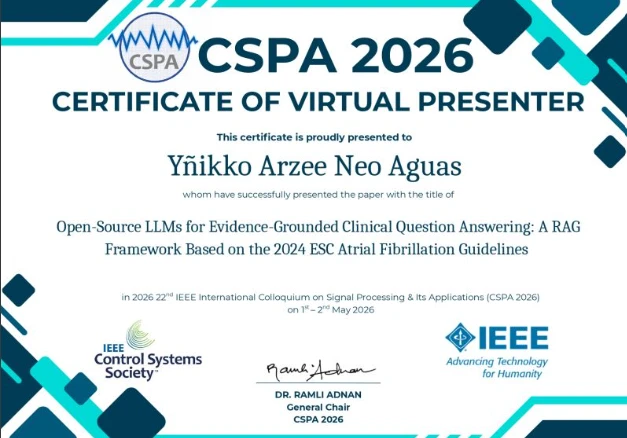 CSPA
CSPA 2026
CERTIFICATE OF VIRTUAL PRESENTER
This certificate is proudly presented to
Yñikko Arzee Neo Aguas
whom have successfully presented the paper with the title of
Open-Source LLMs for Evidence-Grounded Clinical Question Answering: A RAG
Framework Based on the 2024 ESC Atrial Fibrillation Guidelines
in 2026 22nd IEEE International Colloquium on Signal Processing & Its Applications (CSPA 2026)
on 1st – 2nd May 2026
IEEE
Control Systems
Society™
Ramli Adnan
DR. RAMLI ADNAN
General Chair
CSPA 2026
IEEE
Advancing Technology
for Humanity